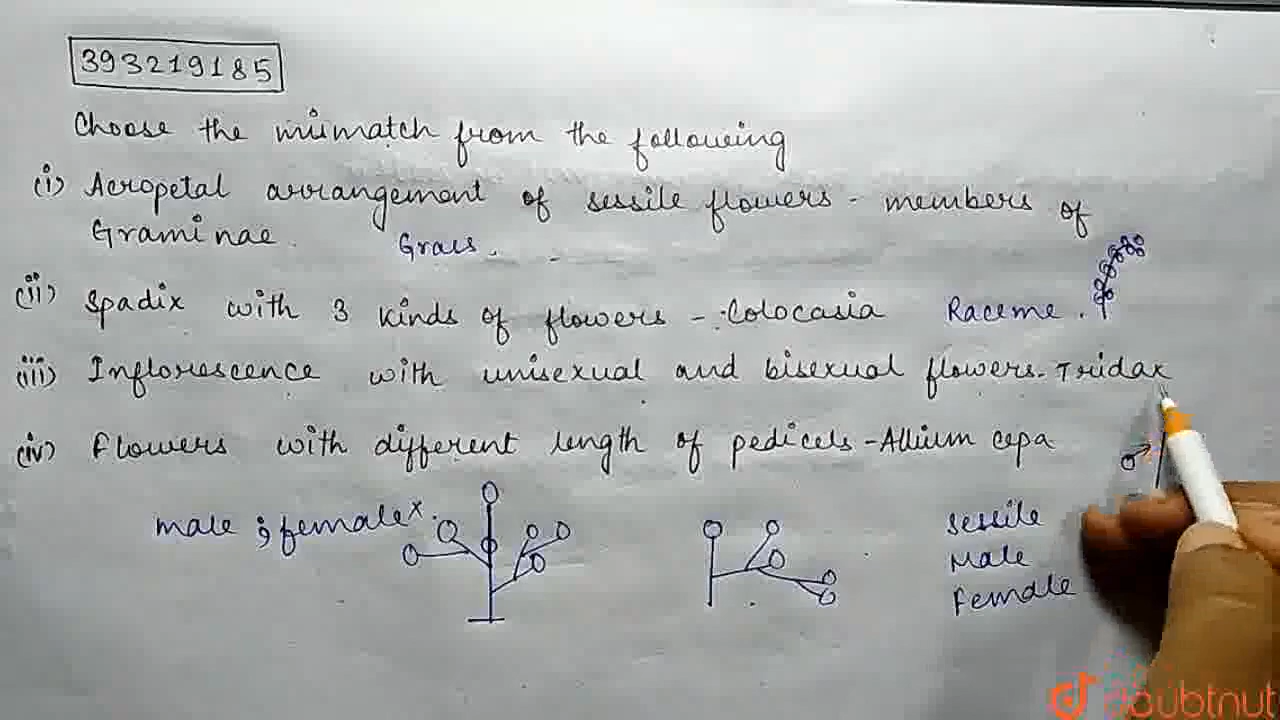 393219185
Choose the mismatch from the following
(i) Acropetal arrangement of sessile flowers - members of
Graminae. Grass.
(ii) Spadix with 3 kinds of flowers - Colocasia Raceme.
(iii) Inflorescence with unisexual and bisexual flowers - Tridax
(iv) Flowers with different length of pedicels - Allium cepa
male ; female x
sessile
Male
Female
doubtnut